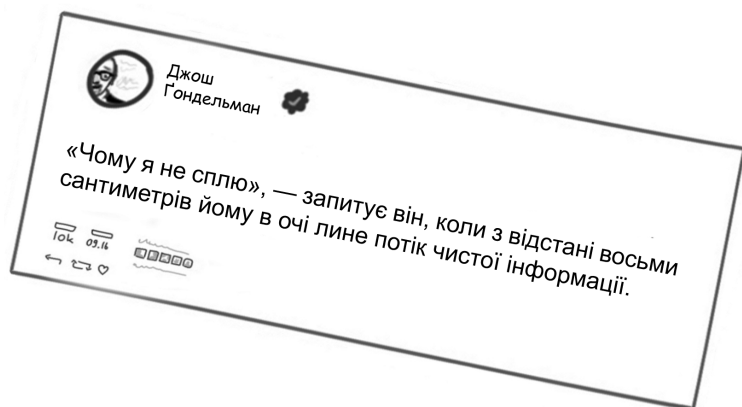 Джош
Ґондельман
«Чому я не сплю», — запитує він, коли з відстані восьми
сантиметрів йому в очі лине потік чистої інформації.
10k 09.16